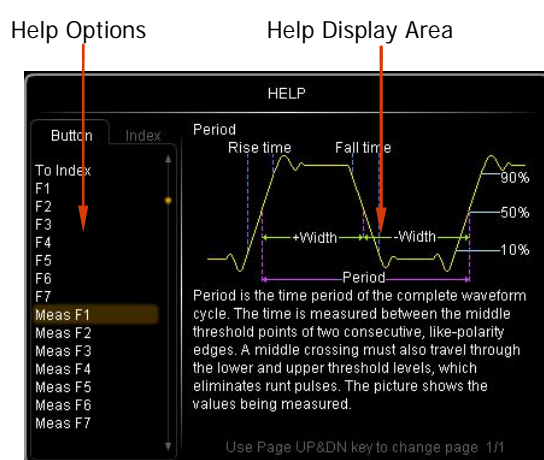 Help Options
Help Display Area
HELP
Button
Index
To Index
F1
F2
F3
F4
F5
F6
F7
Meas F1
Meas F2
Meas F3
Meas F4
Meas F5
Meas F6
Meas F7
Period
Rise time
Fall time
90%
50%
10%
+Width
-Width
Period
Period is the time period of the complete waveform
cycle. The time is measured between the middle
threshold points of two consecutive, like-polarity
edges. A middle crossing must also travel through
the lower and upper threshold levels, which
eliminates runt pulses. The picture shows the
values being measured.
Use Page UP&DN key to change page 1/1